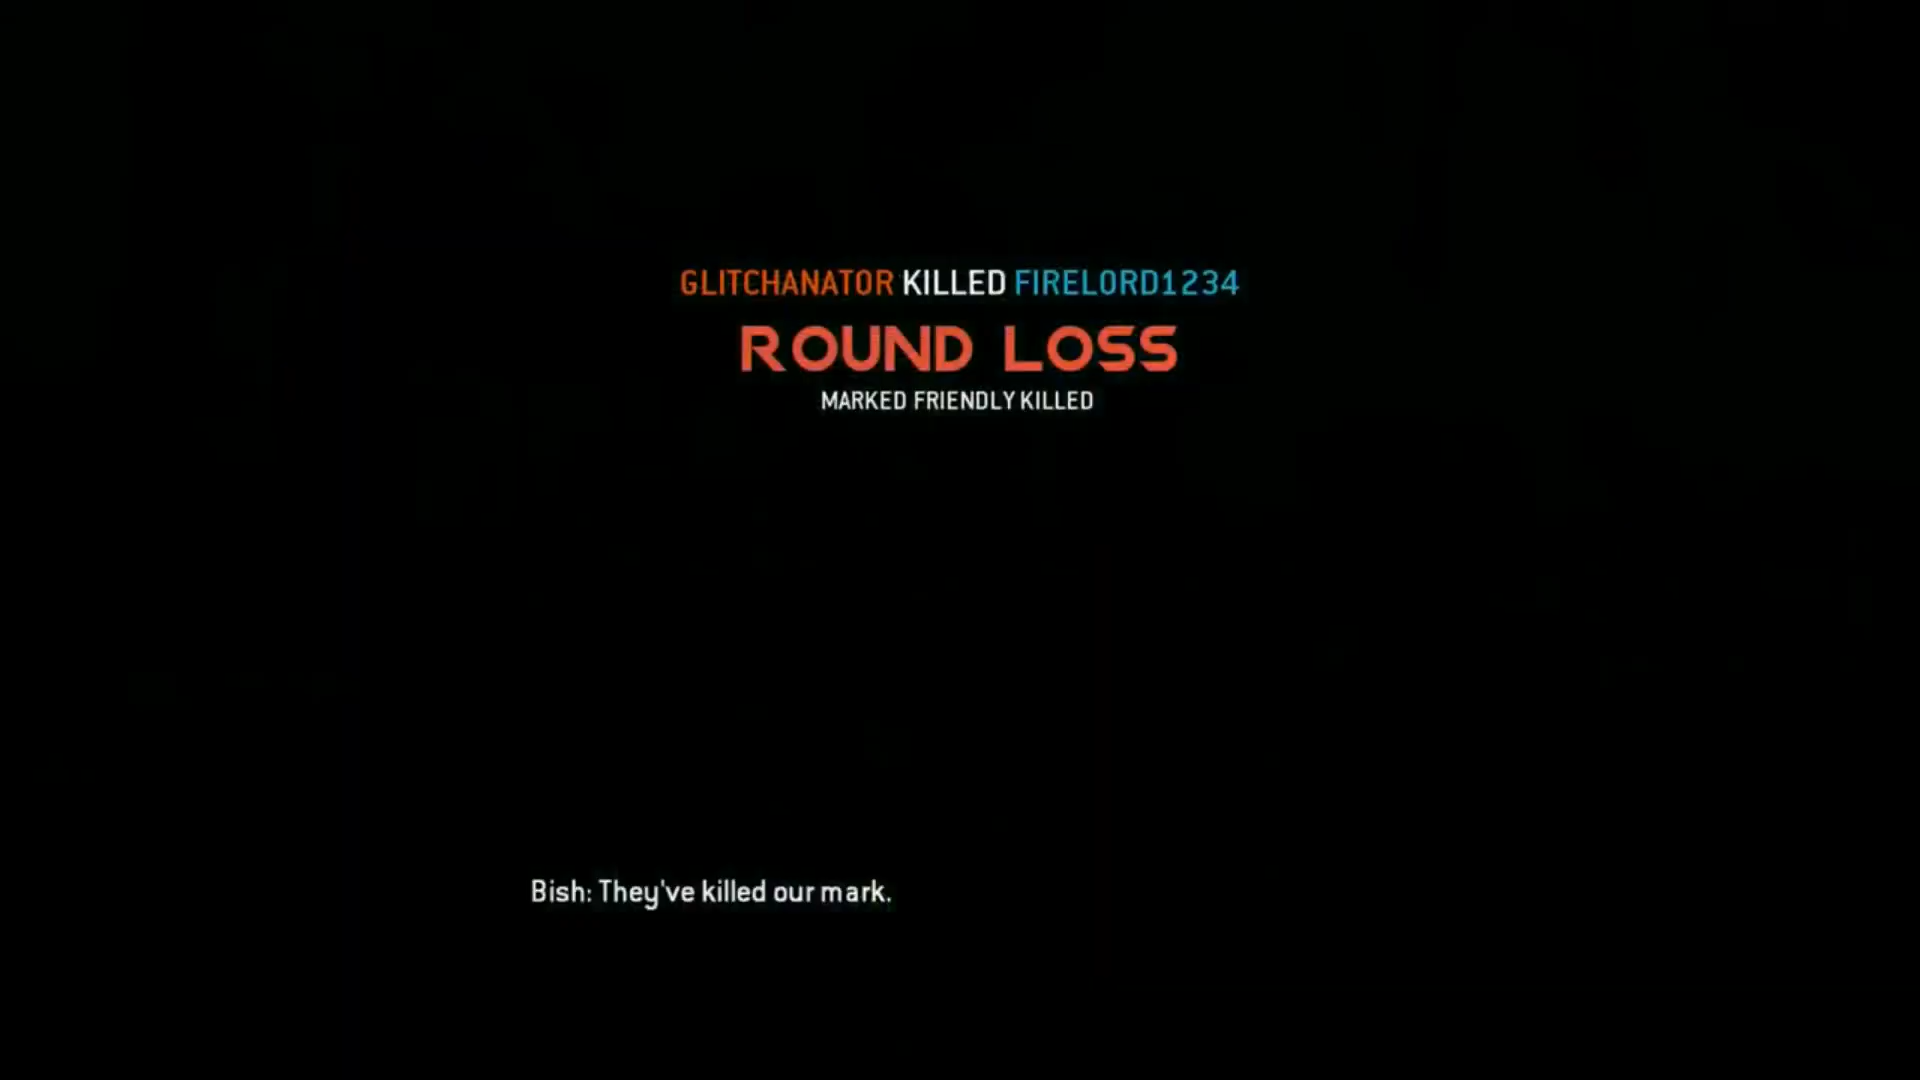 GLITCHANATOR KILLED FIRELORD1234
ROUND LOSS
MARKED FRIENDLY KILLED
Bish: They've killed our mark.